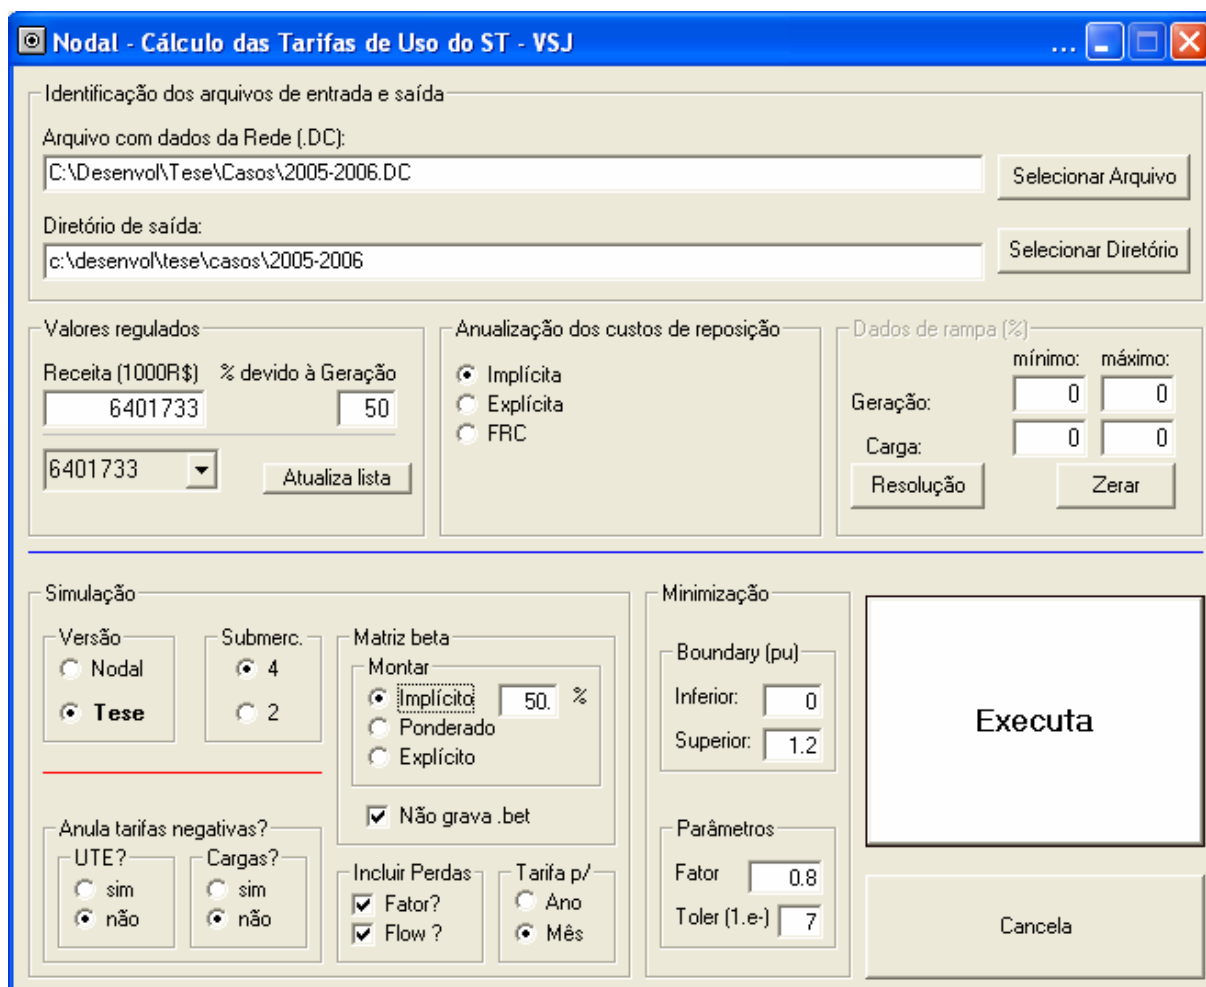 Nodal - Cálculo das Tarifas de Uso do ST - VSJ ...
Identificação dos arquivos de entrada e saída
Arquivo com dados da Rede (.DC):
C:\Desenvol\Tese\Casos\2005-2006.DC
Selecionar Arquivo
Diretório de saída:
c:\desenvol\tese\casos\2005-2006
Selecionar Diretório
Valores regulados
Receita (1000R$) % devido à Geração
6401733 50
6401733 Atualiza lista
Anualização dos custos de reposição
Implícita
Explícita
FRC
Dados de rampa (%)
mínimo: máximo:
Geração: 0 0
Carga: 0 0
Resolução Zerar
Simulação
Versão
Nodal
Tese
Submerc.
4
2
Matriz beta
Montar
Implícito 50. %
Ponderado
Explícito
Não grava .bet
Anula tarifas negativas?
UTE?
sim
não
Cargas?
sim
não
Incluir Perdas
Fator?
Flow ?
Tarifa p/
Ano
Mês
Minimização
Boundary (pu)
Inferior: 0
Superior: 1.2
Parâmetros
Fator 0.8
Toler (1.e-) 7
Executa
Cancela